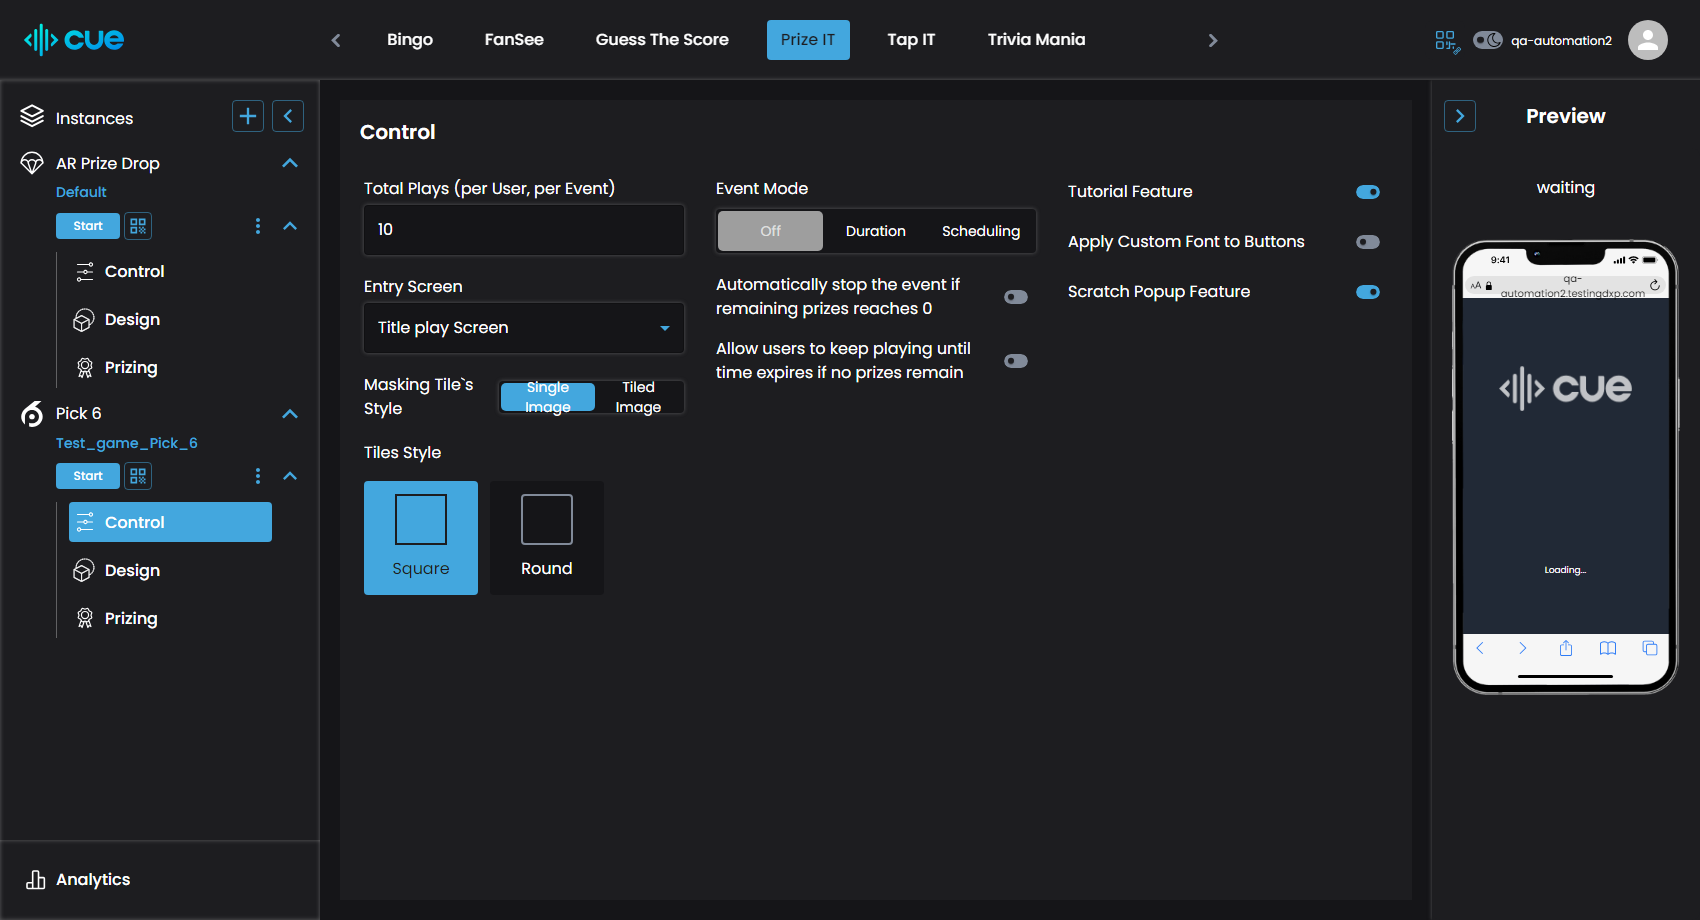 cue
Bingo
FanSee
Guess The Score
Prize IT
Tap IT
Trivia Mania
qa-automation2
Instances
AR Prize Drop
Default
Start
Control
Design
Prizing
Pick 6
Test_game_Pick_6
Start
Control
Design
Prizing
Analytics
Control
Total Plays (per User, per Event)
10
Entry Screen
Title play Screen
Masking Tile`s
Style
Single
Image
Tiled
Image
Tiles Style
Square
Round
Event Mode
Off
Duration
Scheduling
Automatically stop the event if
remaining prizes reaches 0
Allow users to keep playing until
time expires if no prizes remain
Tutorial Feature
Apply Custom Font to Buttons
Scratch Popup Feature
Preview
waiting
9:41
AA
qa-
automation2.testingdxp.com
cue
Loading...